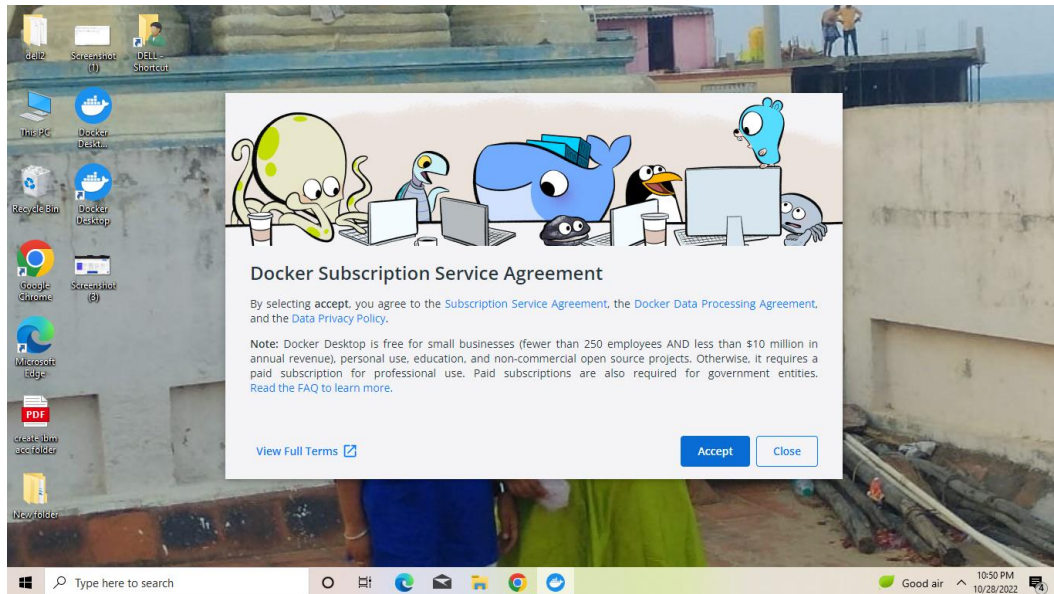 dell2
Screenshot
(1)
DELL -
Shortcut
This PC
Docker
Deskt...
Recycle Bin
Docker
Desktop
Google
Chrome
Screenshot
(3)
Microsoft
Edge
PDF
create ibm
acc folder
New folder
Docker Subscription Service Agreement
By selecting accept, you agree to the Subscription Service Agreement, the Docker Data Processing Agreement,
and the Data Privacy Policy.
Note: Docker Desktop is free for small businesses (fewer than 250 employees AND less than $10 million in
annual revenue), personal use, education, and non-commercial open source projects. Otherwise, it requires a
paid subscription for professional use. Paid subscriptions are also required for government entities.
Read the FAQ to learn more.
View Full Terms
Accept
Close
Type here to search
Good air
10:50 PM
10/28/2022
4